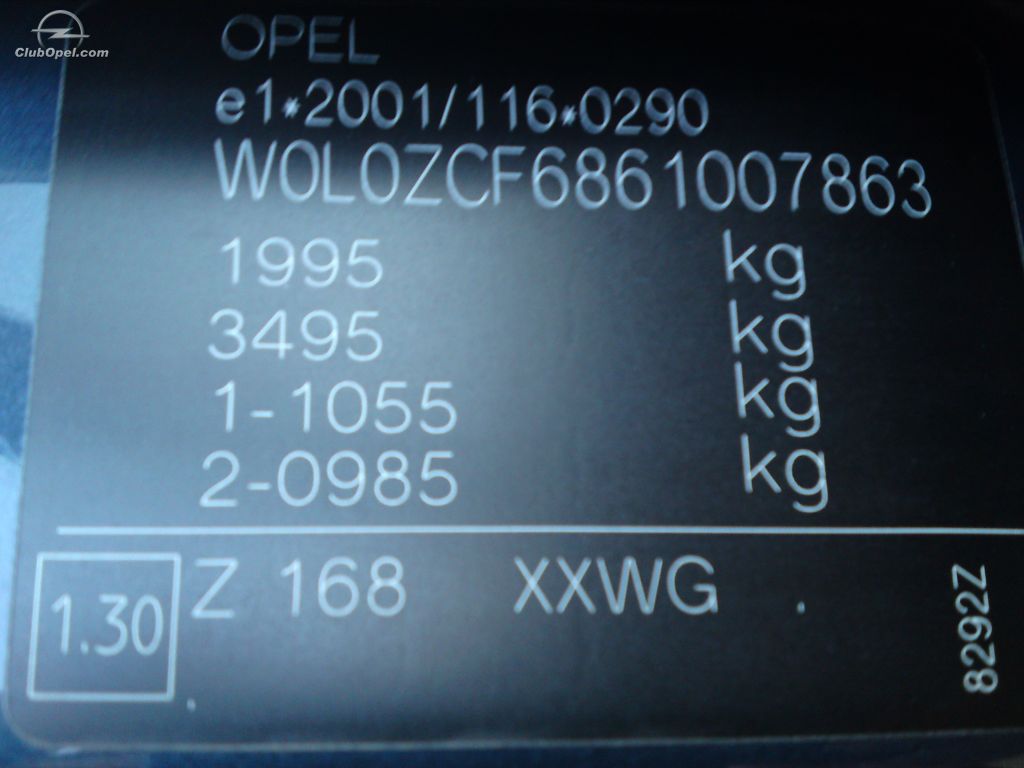 ClubOpel.com
OPEL
e1*2001/116*0290
W0L0ZCF6861007863
1995 kg
3495 kg
1-1055 kg
2-0985 kg
1.30 Z 168 XXWG .
8292Z